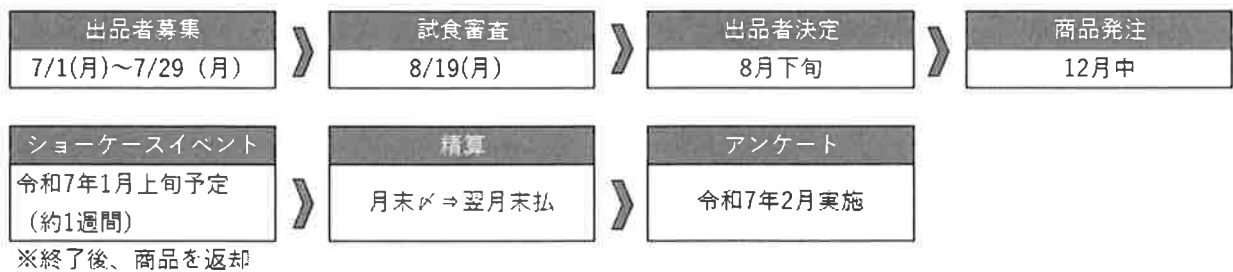 出品者募集
7/1(月)～7/29（月）
試食審査
8/19(月)
出品者決定
8月下旬
商品発注
12月中
ショーケースイベント
令和7年1月上旬予定
（約1週間）
※終了後、商品を返却
精算
月末〆⇒翌月末払
アンケート
令和7年2月実施